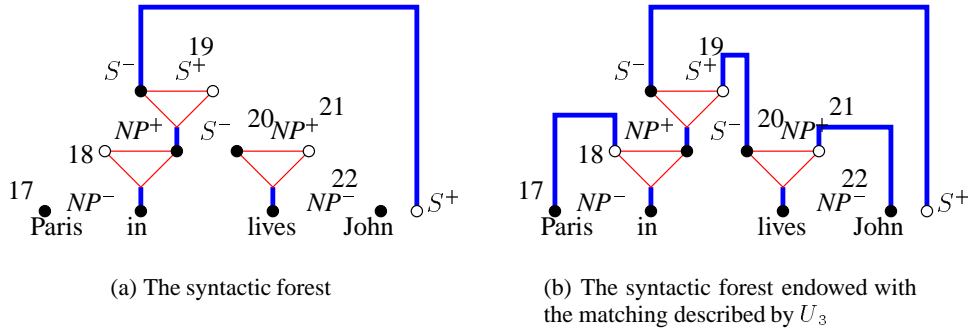 19
S⁻ S⁺
20 21
NP⁺ S⁻ NP⁺
18
17 22
NP⁻ NP⁻ S⁺
Paris in lives John
(a) The syntactic forest
19
S⁻ S⁺
20 21
NP⁺ S⁻ NP⁺
18
17 22
NP⁻ NP⁻ S⁺
Paris in lives John
(b) The syntactic forest endowed with
the matching described by U₃